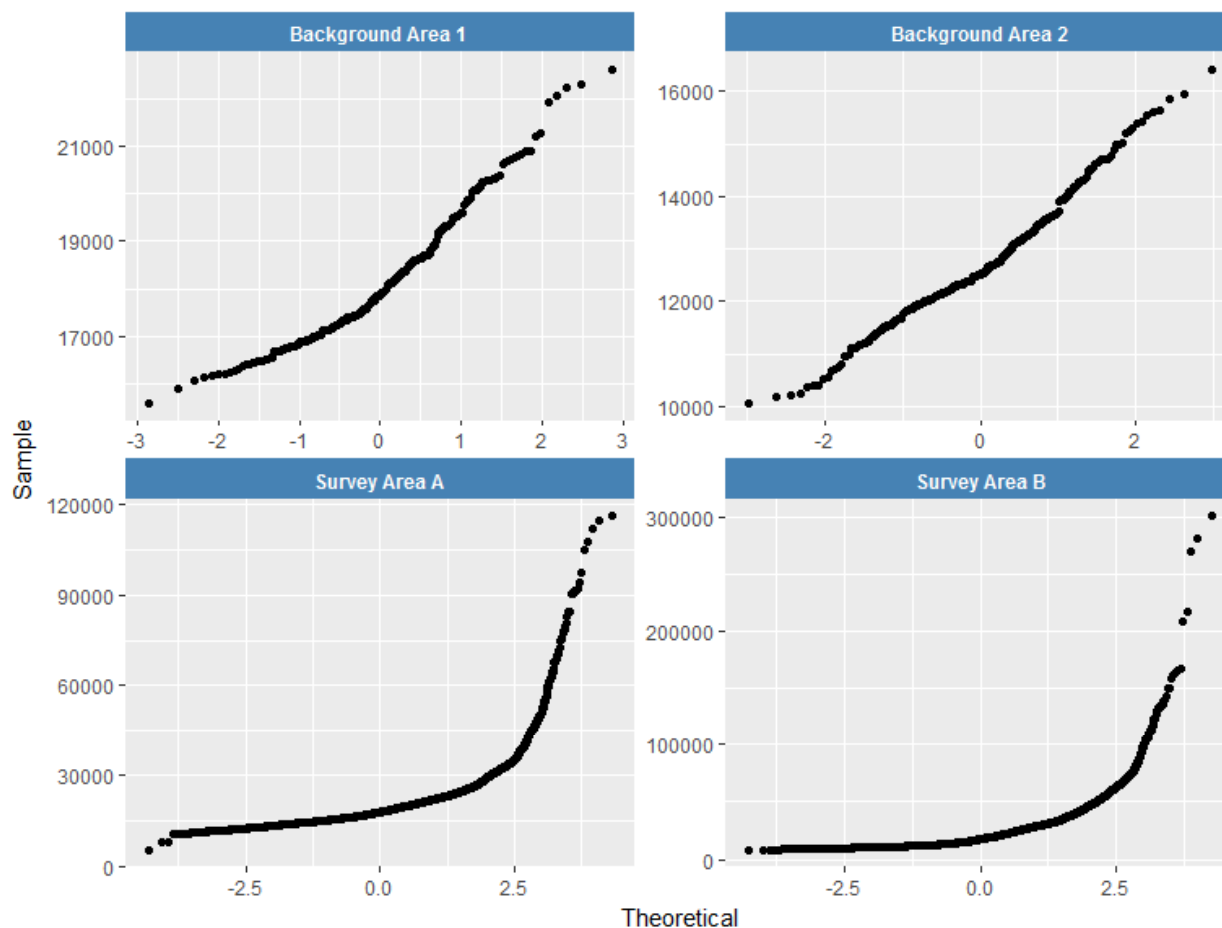 Background Area 1
Background Area 2
21000
19000
17000
16000
14000
12000
10000
-3 -1 0 1 2 3
-2 0 2
Sample
Survey Area A
Survey Area B
120000
90000
60000
30000
0
300000
200000
100000
0
-2.5 0.0 2.5
-2.5 0.0 2.5
Theoretical